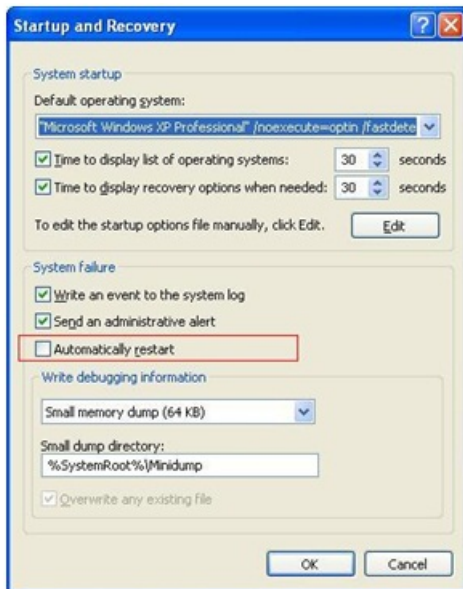 Startup and Recovery
System startup
Default operating system:
"Microsoft Windows XP Professional" /noexecute=optin /fastdete
Time to display list of operating systems: 30 seconds
Time to display recovery options when needed: 30 seconds
To edit the startup options file manually, click Edit. Edit
System failure
Write an event to the system log
Send an administrative alert
Automatically restart
Write debugging information
Small memory dump (64 KB)
Small dump directory:
%SystemRoot%\Minidump
Overwrite any existing file
OK Cancel